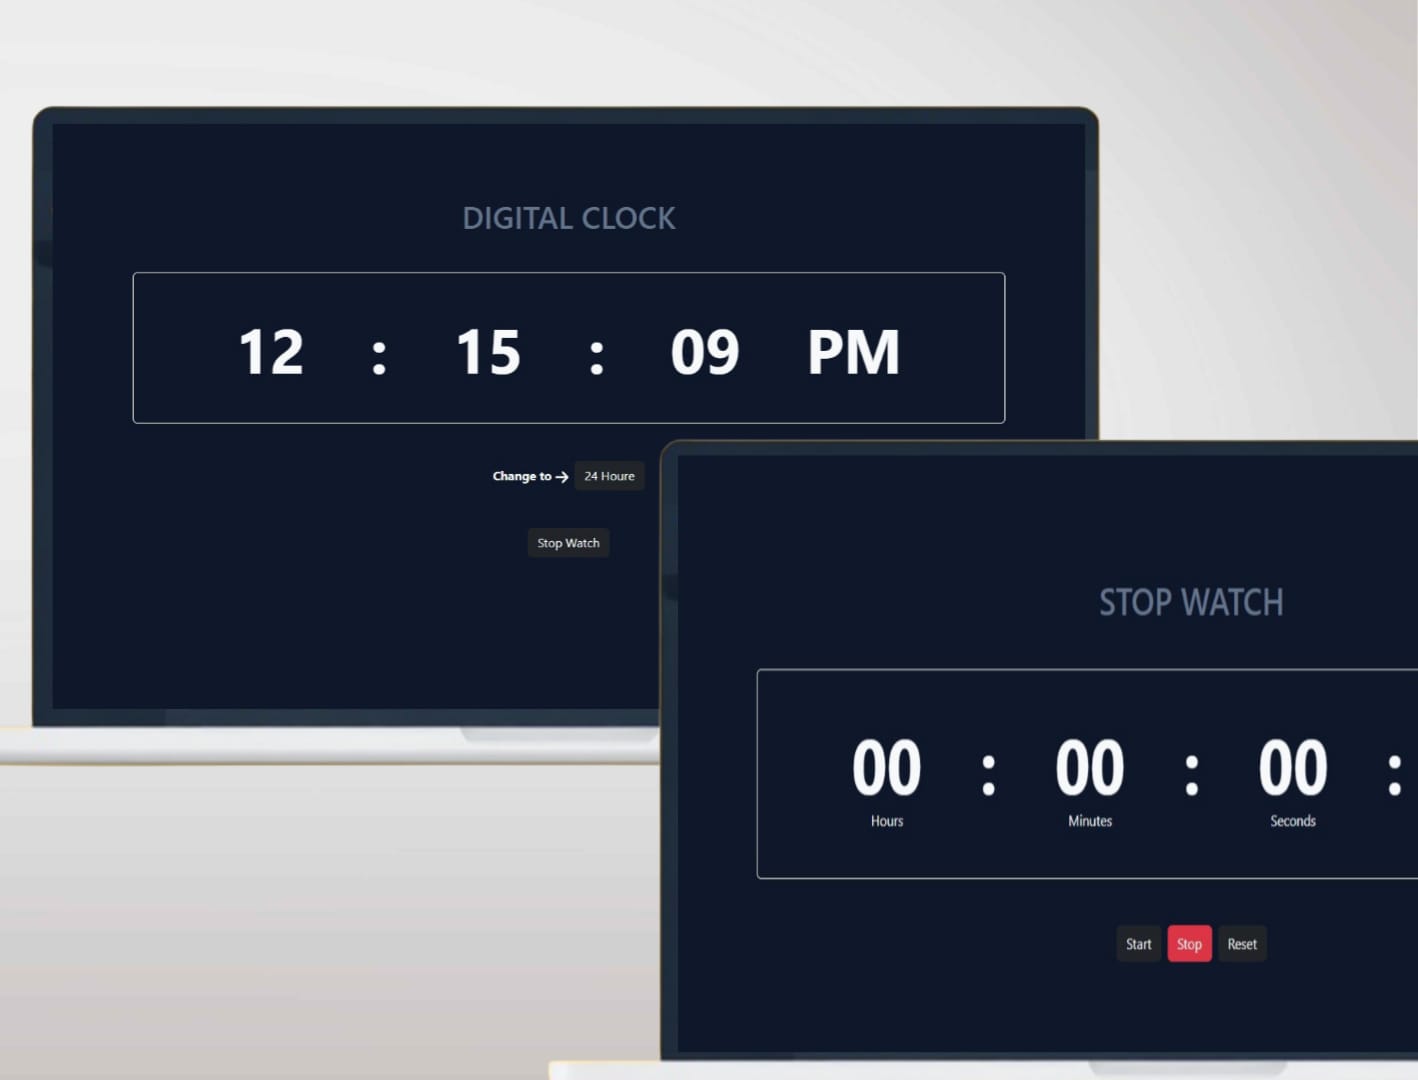 DIGITAL CLOCK
12 : 15 : 09 PM
Change to → 24 Houre
Stop Watch
STOP WATCH
00 : 00 : 00 :
Hours Minutes Seconds
Start Stop Reset